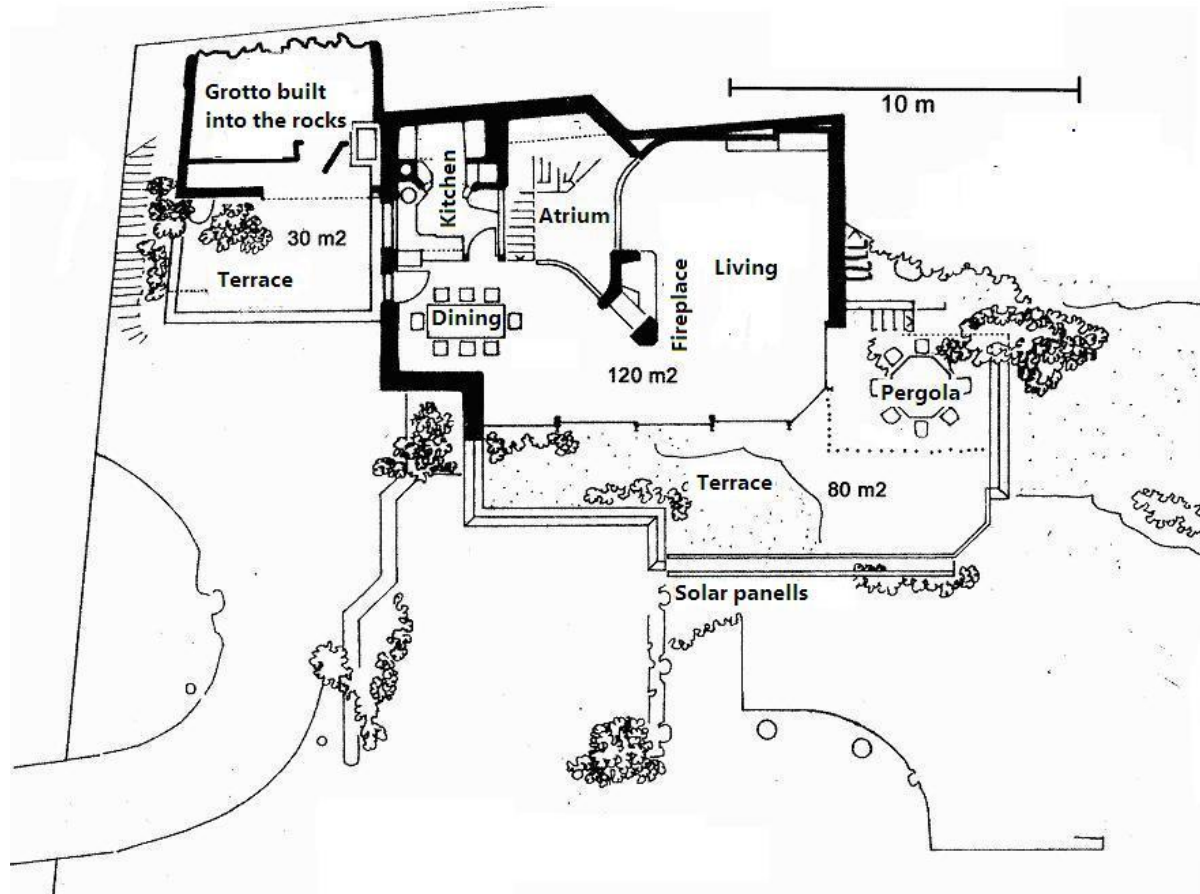 Grotto built
into the rocks
10 m
Kitchen
Atrium
30 m2
Terrace
Living
Fireplace
Dining
120 m2
Pergola
Terrace
80 m2
Solar panells